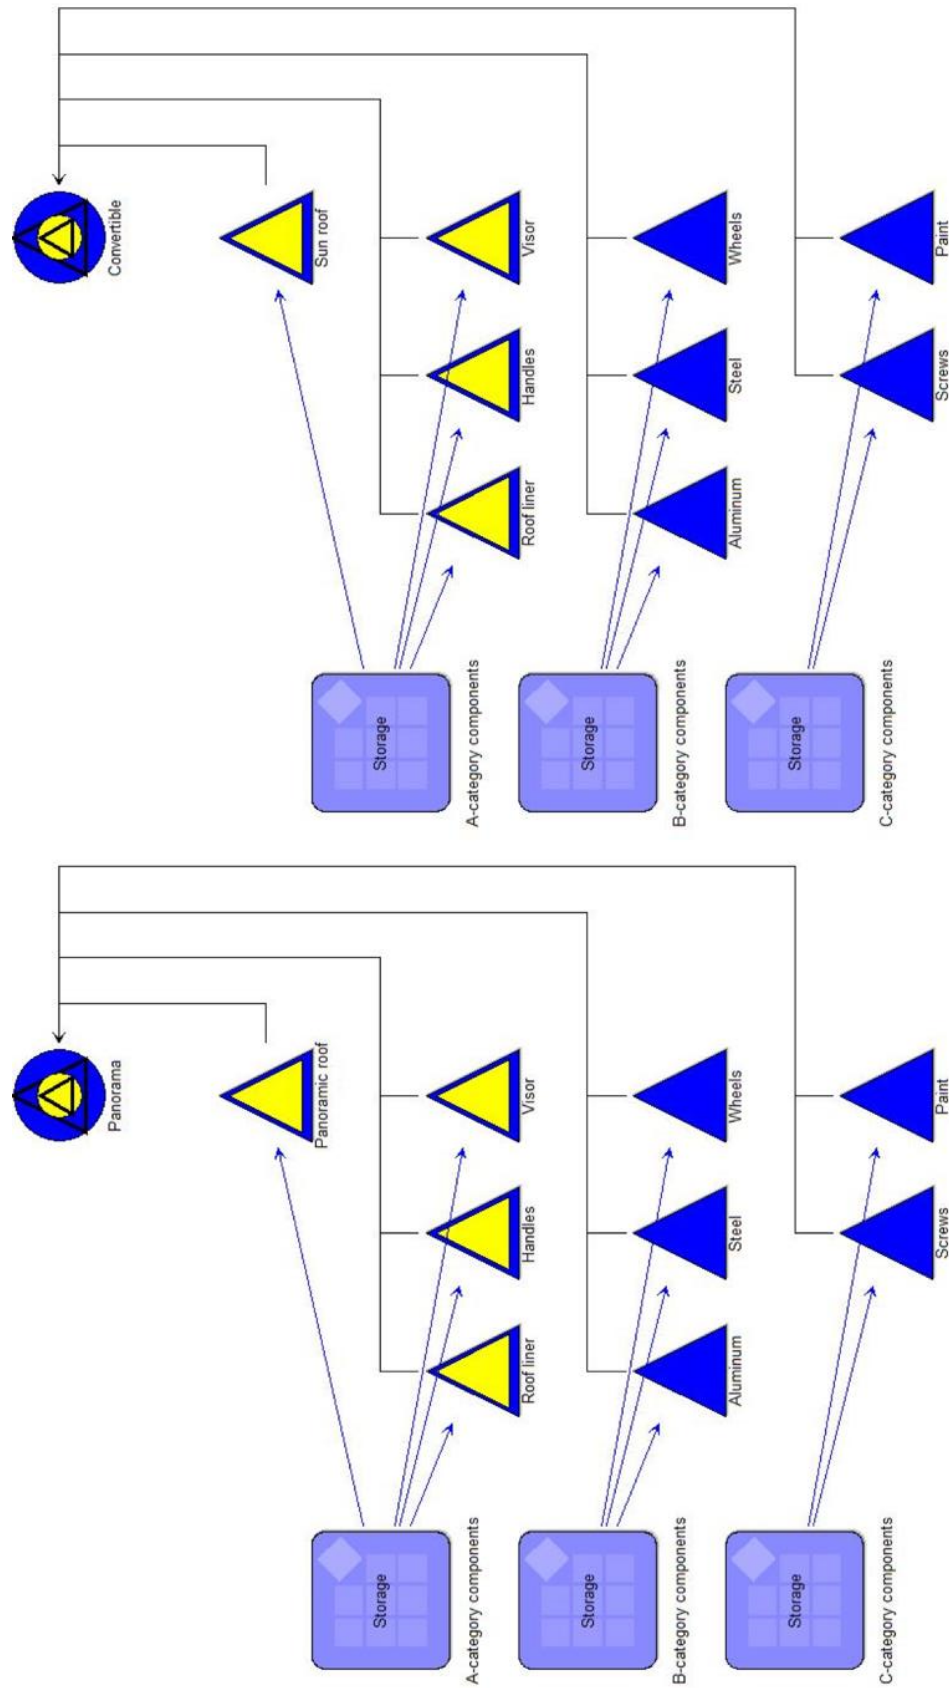 Convertible
Sun roof
Storage
Roof liner
Handles
Visor
A-category components
Storage
Aluminum
Steel
Wheels
B-category components
Storage
Screws
Paint
C-category components
Panorama
Panoramic roof
Storage
Roof liner
Handles
Visor
A-category components
Storage
Aluminum
Steel
Wheels
B-category components
Storage
Screws
Paint
C-category components